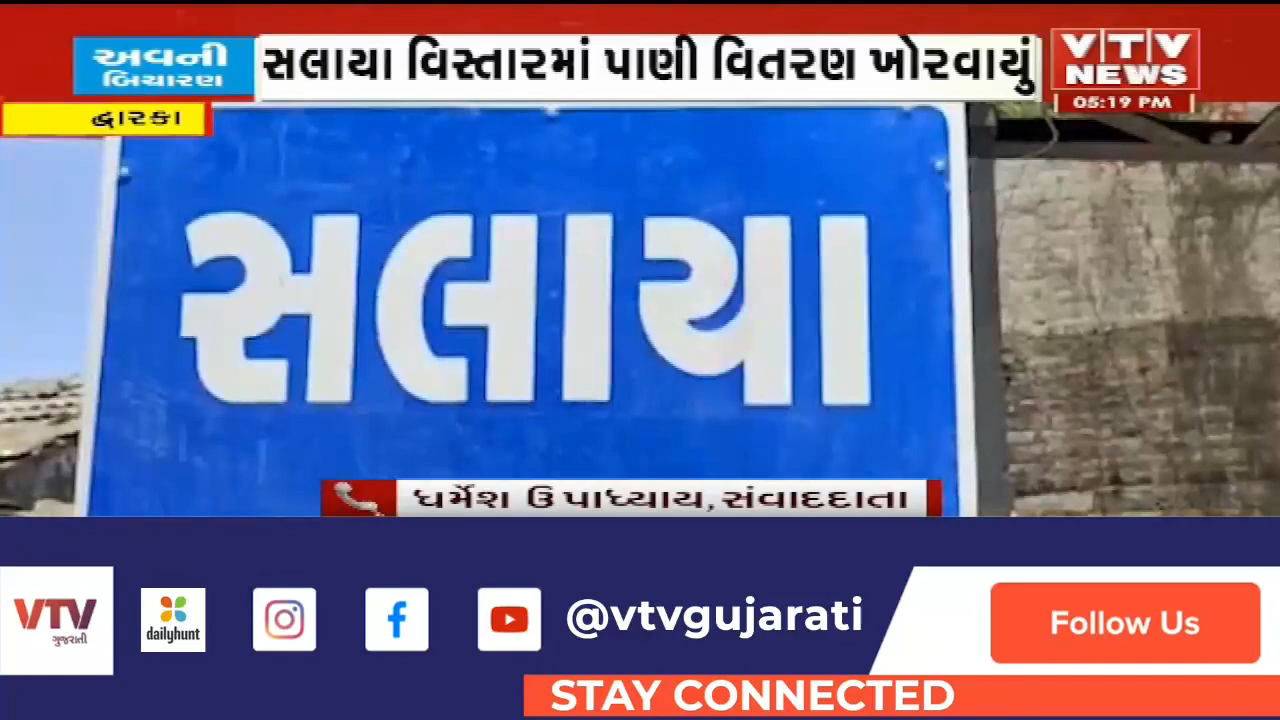 અવની
બિચારણ
સલાયા વિસ્તારમાં પાણી વિતરણ ખોરવાયું
VTV
NEWS
05:19 PM
દ્વારકા
સલાયા
ધર્મેશ ઉપાધ્યાય, સંવાદદાતા
VTV
ગુજરાતી
dailyhunt
@vtvgujarati
Follow Us
STAY CONNECTED